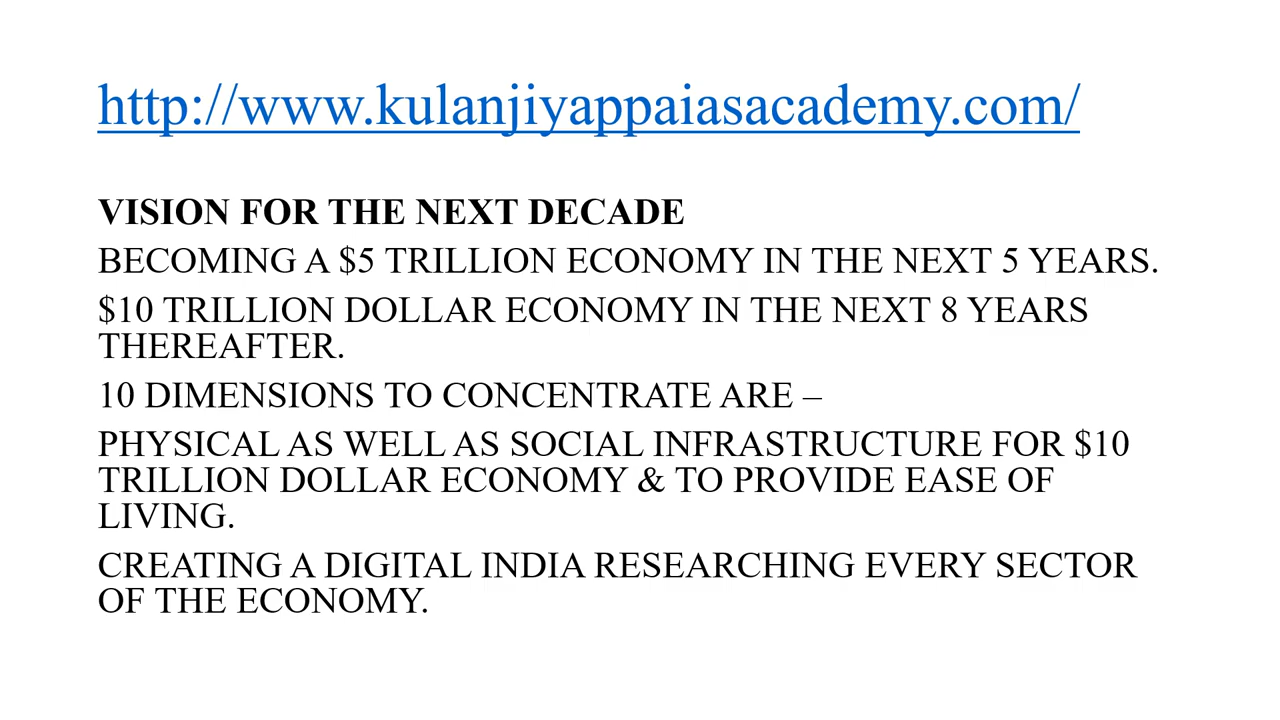 http://www.kulanjiyappaiasacademy.com/
VISION FOR THE NEXT DECADE
BECOMING A $5 TRILLION ECONOMY IN THE NEXT 5 YEARS.
$10 TRILLION DOLLAR ECONOMY IN THE NEXT 8 YEARS
THEREAFTER.
10 DIMENSIONS TO CONCENTRATE ARE –
PHYSICAL AS WELL AS SOCIAL INFRASTRUCTURE FOR $10
TRILLION DOLLAR ECONOMY & TO PROVIDE EASE OF
LIVING.
CREATING A DIGITAL INDIA RESEARCHING EVERY SECTOR
OF THE ECONOMY.